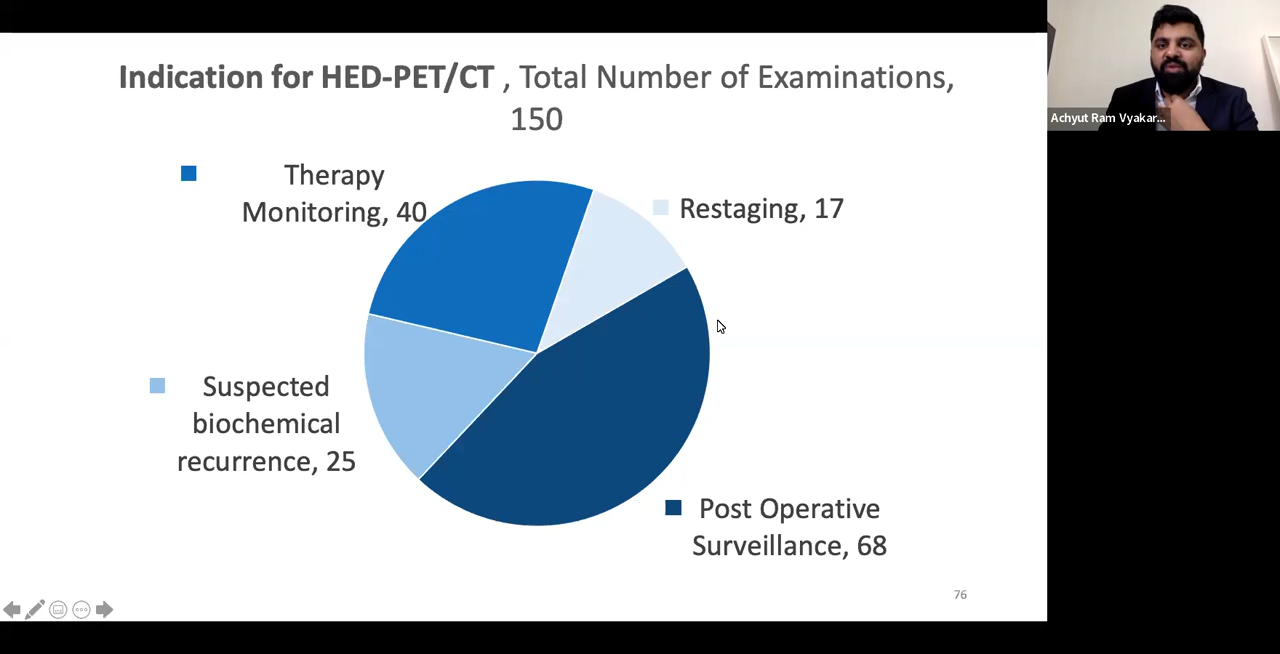 Indication for HED-PET/CT , Total Number of Examinations,
150
Therapy
Monitoring, 40
Restaging, 17
Suspected
biochemical
recurrence, 25
Post Operative
Surveillance, 68
76
Achyut Ram Vyakar...